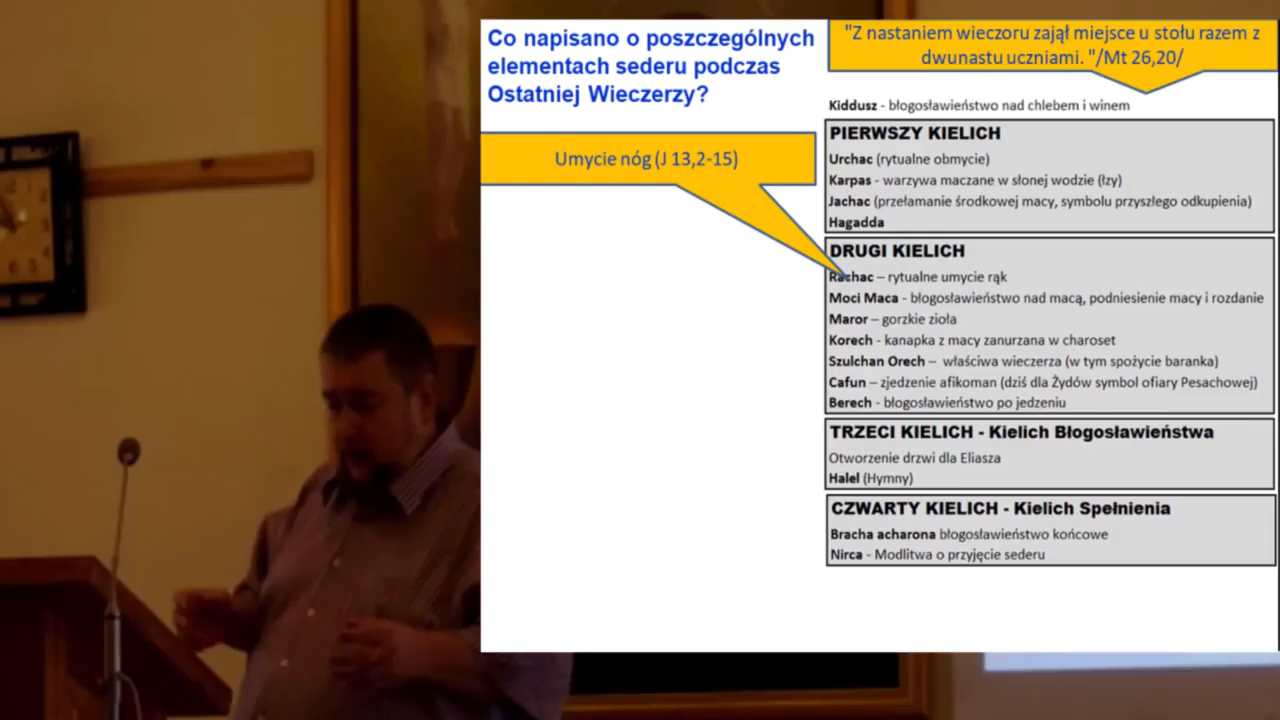 Co napisano o poszczególnych
elementach sederu podczas
Ostatniej Wieczerzy?
"Z nastaniem wieczoru zajął miejsce u stołu razem z
dwunastu uczniami. "/Mt 26,20/
Umycie nóg (J 13,2-15)
Kiddusz - błogosławieństwo nad chlebem i winem
PIERWSZY KIELICH
Urchac (rytualne obmycie)
Karpas - warzywa maczane w słonej wodzie (łzy)
Jachac (przełamanie środkowej macy, symbolu przyszłego odkupienia)
Hagadda
DRUGI KIELICH
Rachac – rytualne umycie rąk
Moci Maca - błogosławieństwo nad macą, podniesienie macy i rozdanie
Maror – gorzkie zioła
Korech - kanapka z macy zanurzana w charoset
Szulchan Orech – właściwa wieczerza (w tym spożycie baranka)
Cafun – zjedzenie afikoman (dziś dla Żydów symbol ofiary Pesachowej)
Berech - błogosławieństwo po jedzeniu
TRZECI KIELICH - Kielich Błogosławieństwa
Otworzenie drzwi dla Eliasza
Halel (Hymny)
CZWARTY KIELICH - Kielich Spełnienia
Bracha acharona błogosławieństwo końcowe
Nirca - Modlitwa o przyjęcie sederu